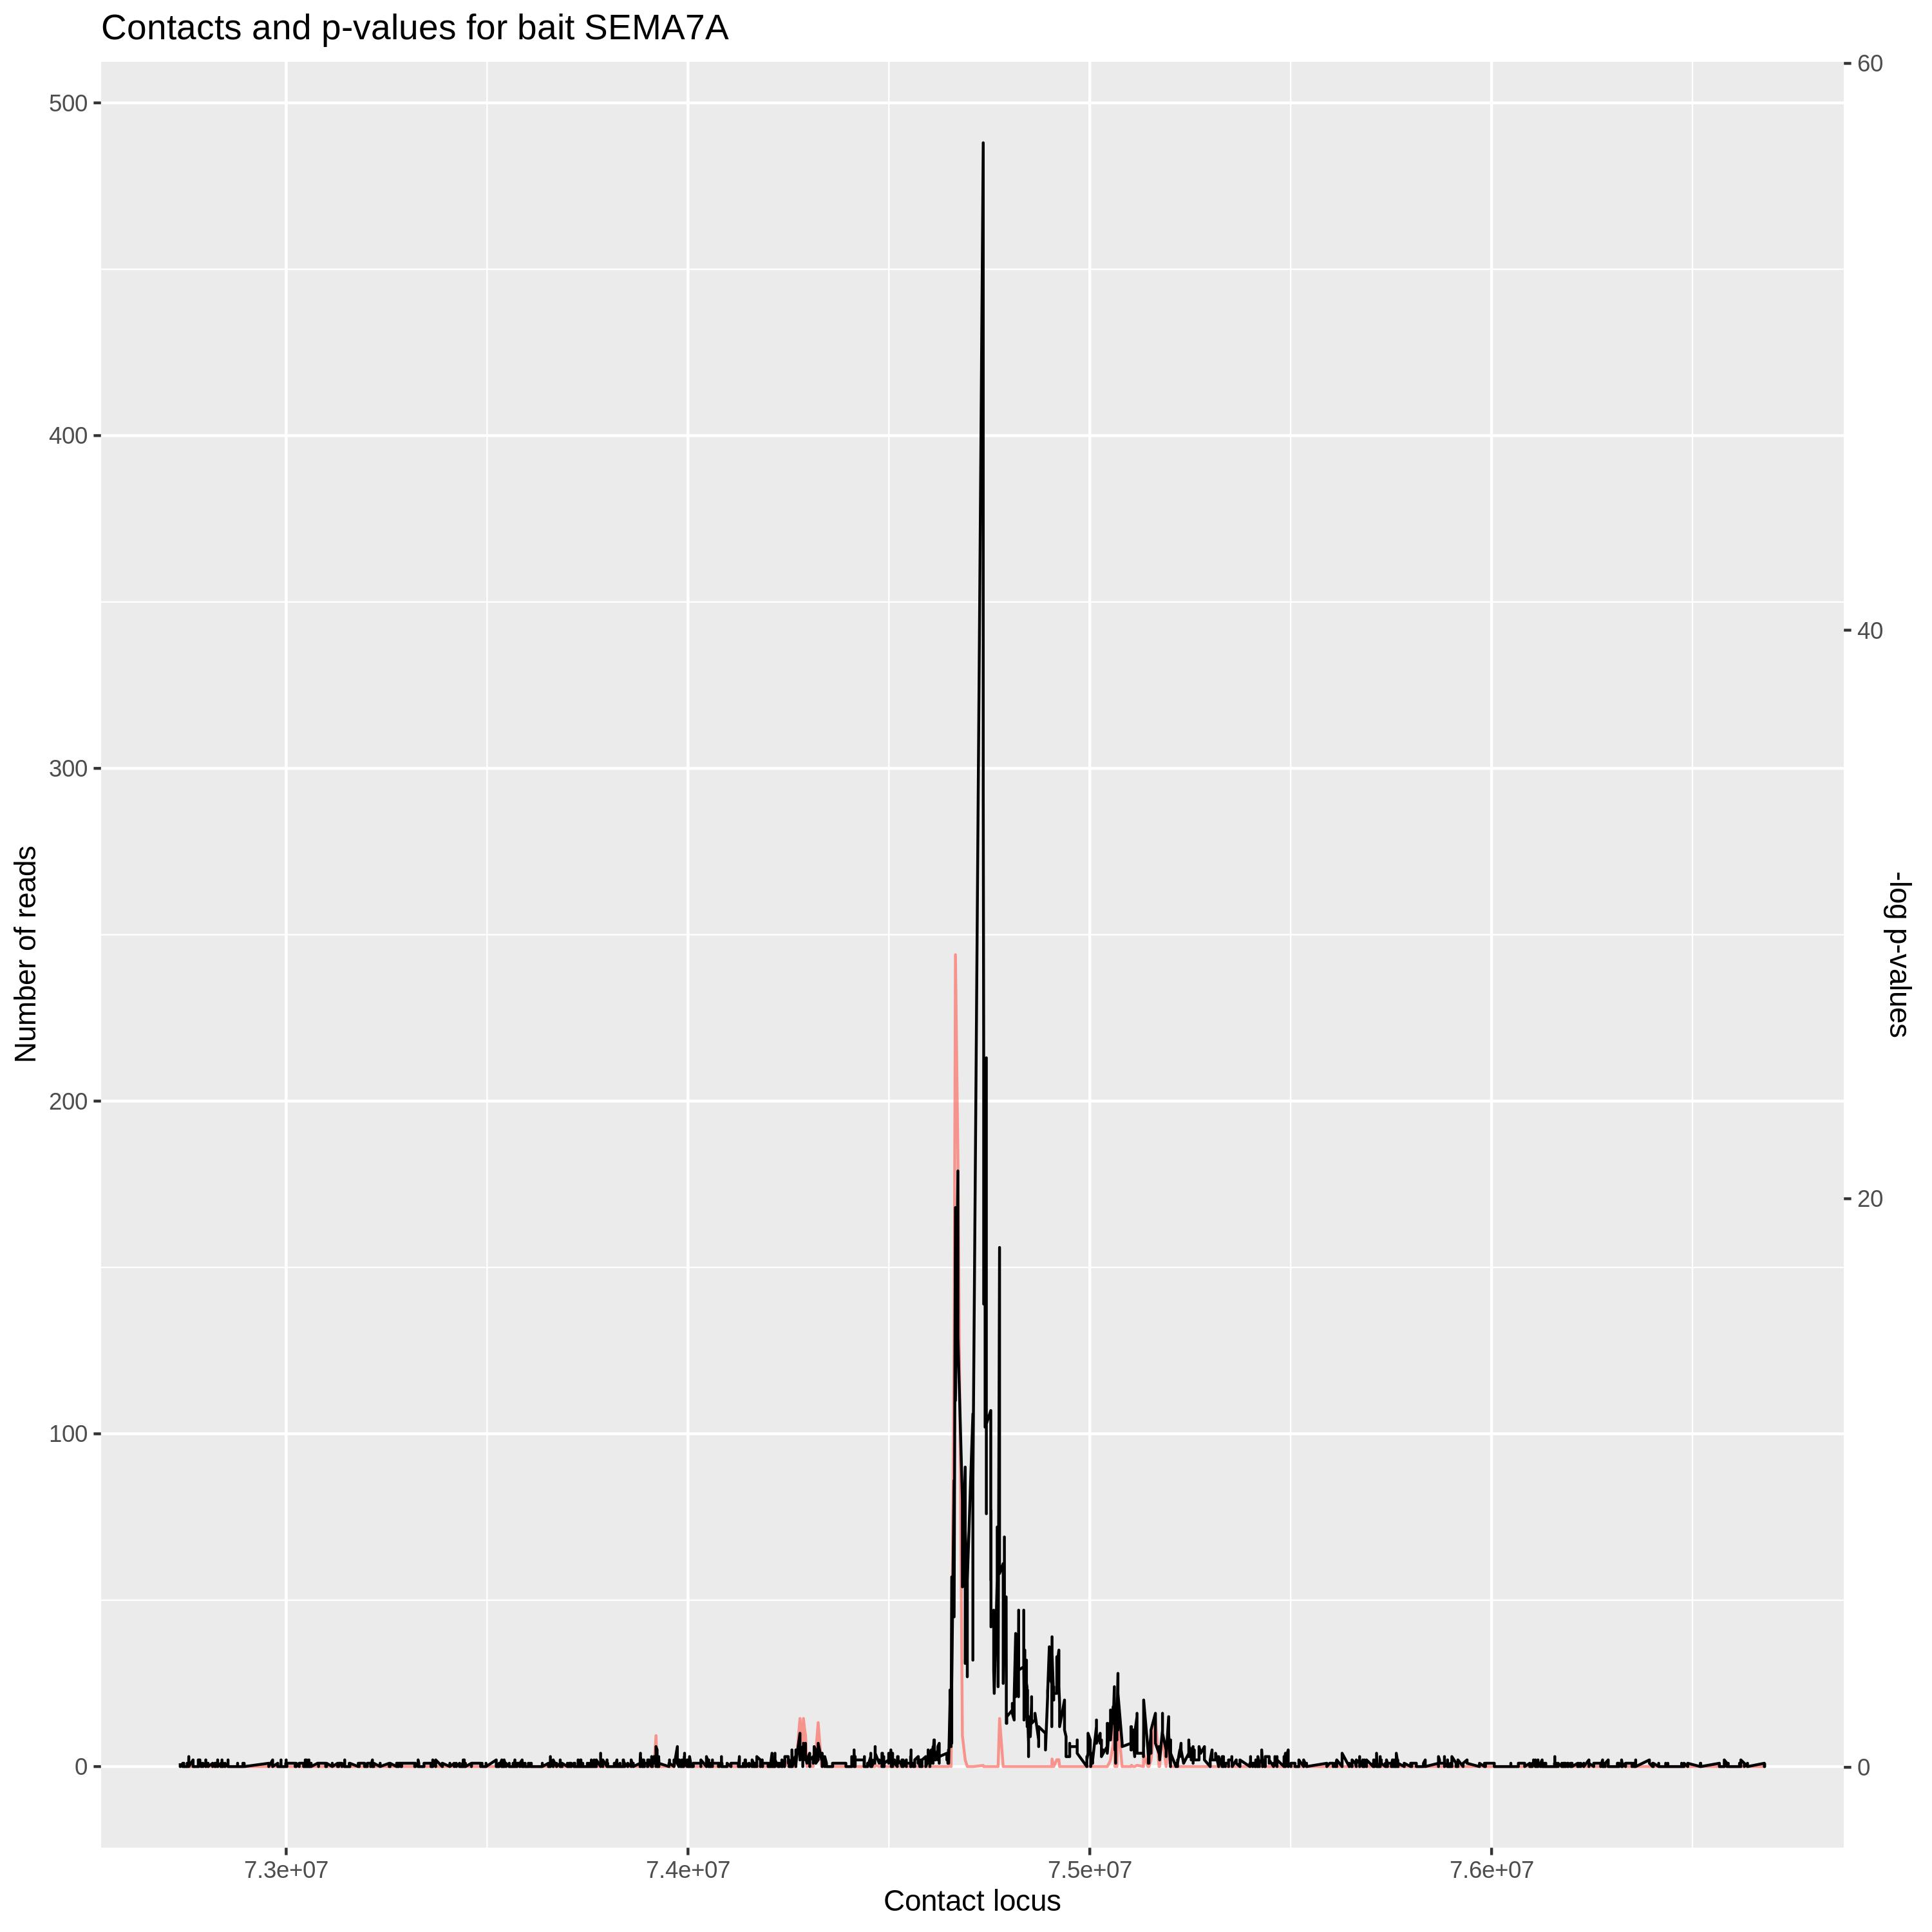 Contacts and p-values for bait SEMA7A
500
400
300
200
100
0
Number of reads
60
40
20
0
-log p-values
7.3e+07
7.4e+07
7.5e+07
7.6e+07
Contact locus